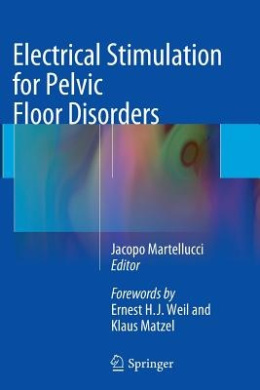 Electrical Stimulation
for Pelvic
Floor Disorders
Jacopo Martellucci
Editor
Forewords by
Ernest H.J. Weil and
Klaus Matzel
Springer